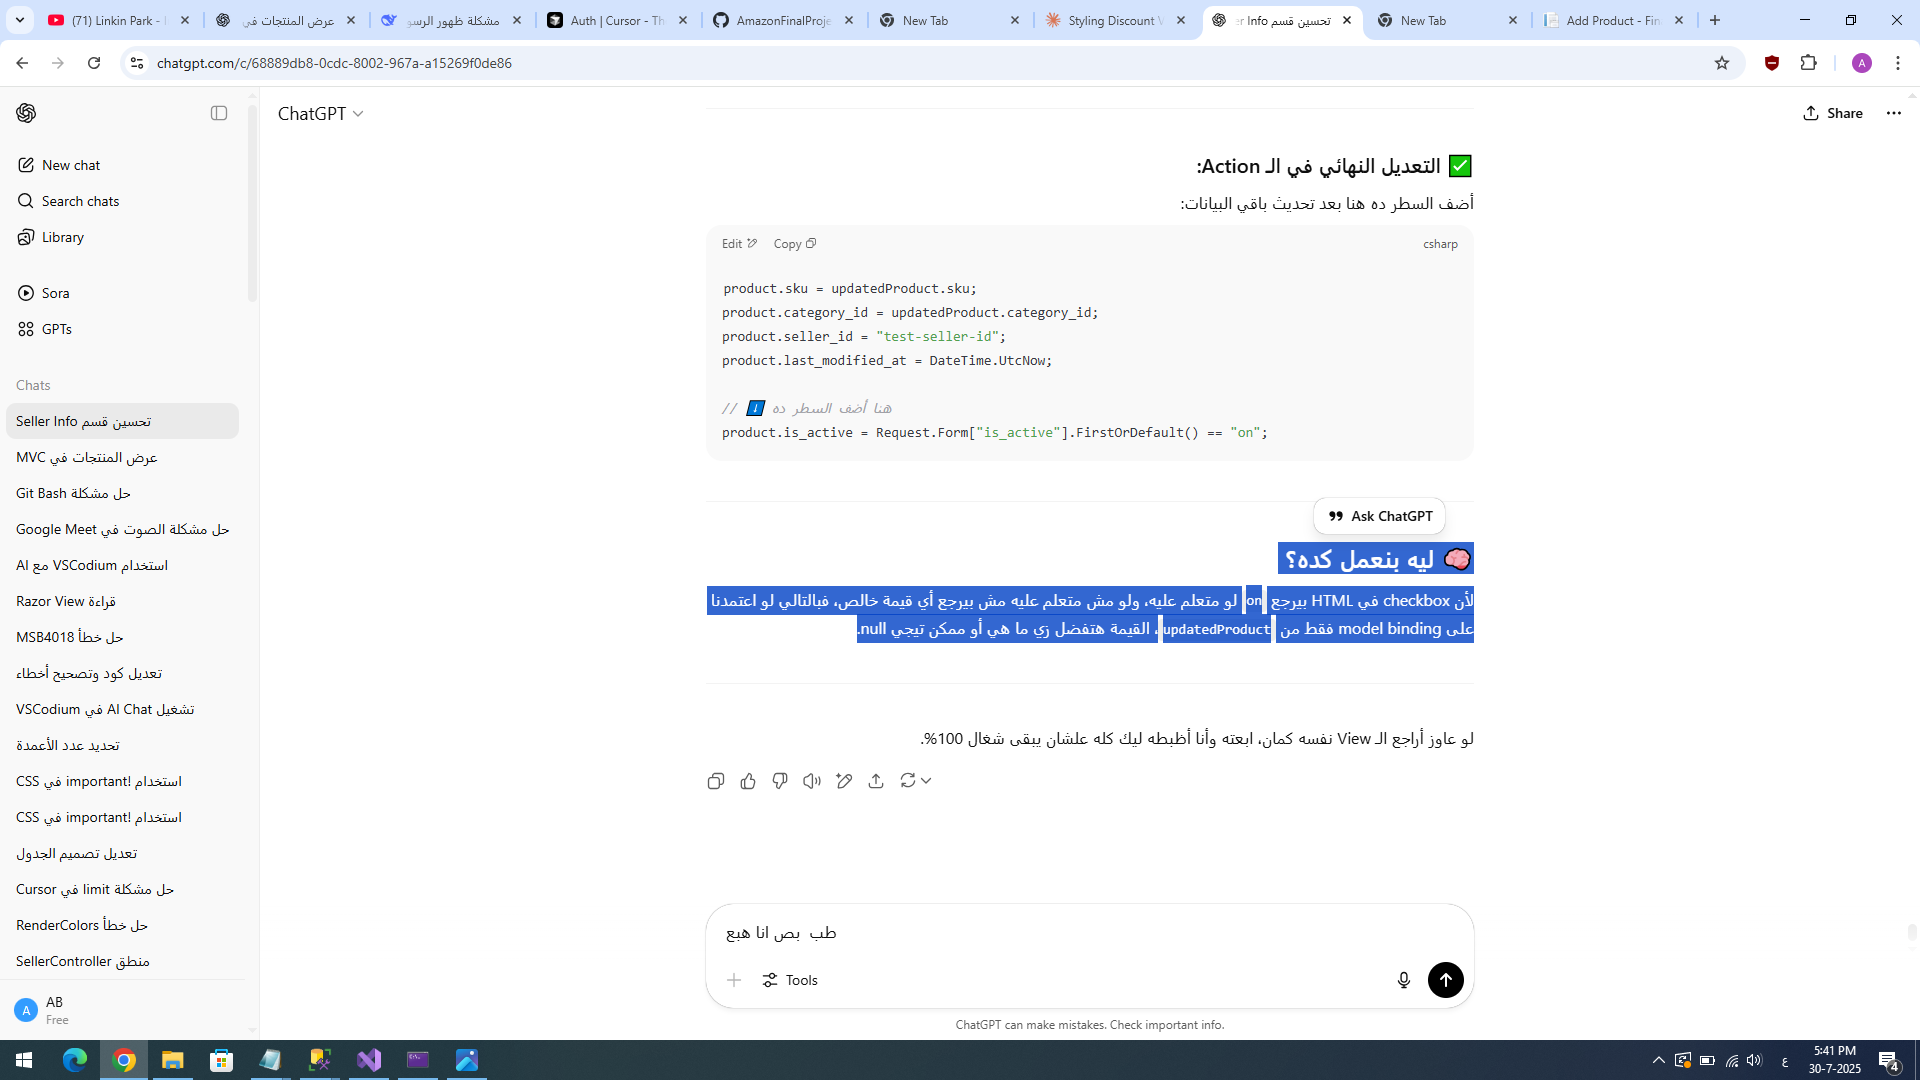 (71) Linkin Park -
عرض المنتجات في
مشكلة ظهور الرسو
Auth | Cursor - Th
AmazonFinalProje
New Tab
Styling Discount V
er Info تحسين قسم
New Tab
Add Product - Fin
chatgpt.com/c/68889db8-0cdc-8002-967a-a15269f0de86
A
ChatGPT
Share
New chat
Search chats
Library
Sora
GPTs
Chats
Seller Info تحسين قسم
عرض المنتجات في MVC
حل مشكلة Git Bash
حل مشكلة الصوت في Google Meet
استخدام VSCodium مع AI
قراءة Razor View
حل خطأ MSB4018
تعديل كود وتصحيح أخطاء
تشغيل AI Chat في VSCodium
تحديد عدد الأعمدة
استخدام !important في CSS
استخدام !important في CSS
تعديل تصميم الجدول
حل مشكلة limit في Cursor
حل خطأ RenderColors
منطق SellerController
A
AB
Free
✅ التعديل النهائي في الـ Action:
أضف السطر ده هنا بعد تحديث باقي البيانات:
Edit
Copy
csharp
product.sku = updatedProduct.sku;
product.category_id = updatedProduct.category_id;
product.seller_id = "test-seller-id";
product.last_modified_at = DateTime.UtcNow;
// ⬇️ هنا أضف السطر ده
product.is_active = Request.Form["is_active"].FirstOrDefault() == "on";
Ask ChatGPT
🧠 ليه بنعمل كده؟
لأن checkbox في HTML بيرجع on لو متعلم عليه، ولو مش متعلم عليه مش بيرجع أي قيمة خالص، فبالتالي لو اعتمدنا
على model binding فقط من updatedProduct، القيمة هتفضل زي ما هي أو ممكن تيجي null.
لو عاوز أراجع الـ View نفسه كمان، ابعته وأنا أظبطه ليك كله علشان يبقى شغال 100%.
طب بص انا هبع
Tools
ChatGPT can make mistakes. Check important info.
ع
5:41 PM
30-7-2025
4